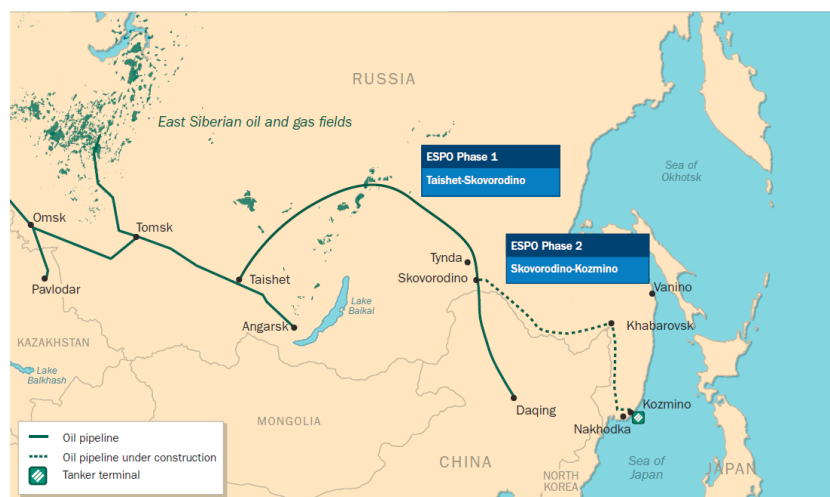 RUSSIA
East Siberian oil and gas fields
ESPO Phase 1
Taishet-Skovorodino
Sea of
Okhotsk
Omsk
Tomsk
ESPO Phase 2
Skovorodino-Kozmino
Tynda
Skovorodino
Taishet
Pavlodar
Vanino
Lake
Baikal
Angarsk
Khabarovsk
KAZAKHSTAN
Lake
Balkhash
Daqing
Kozmino
Nakhodka
MONGOLIA
CHINA
NORTH
KOREA
Sea of
Japan
JAPAN
Oil pipeline
Oil pipeline under construction
Tanker terminal